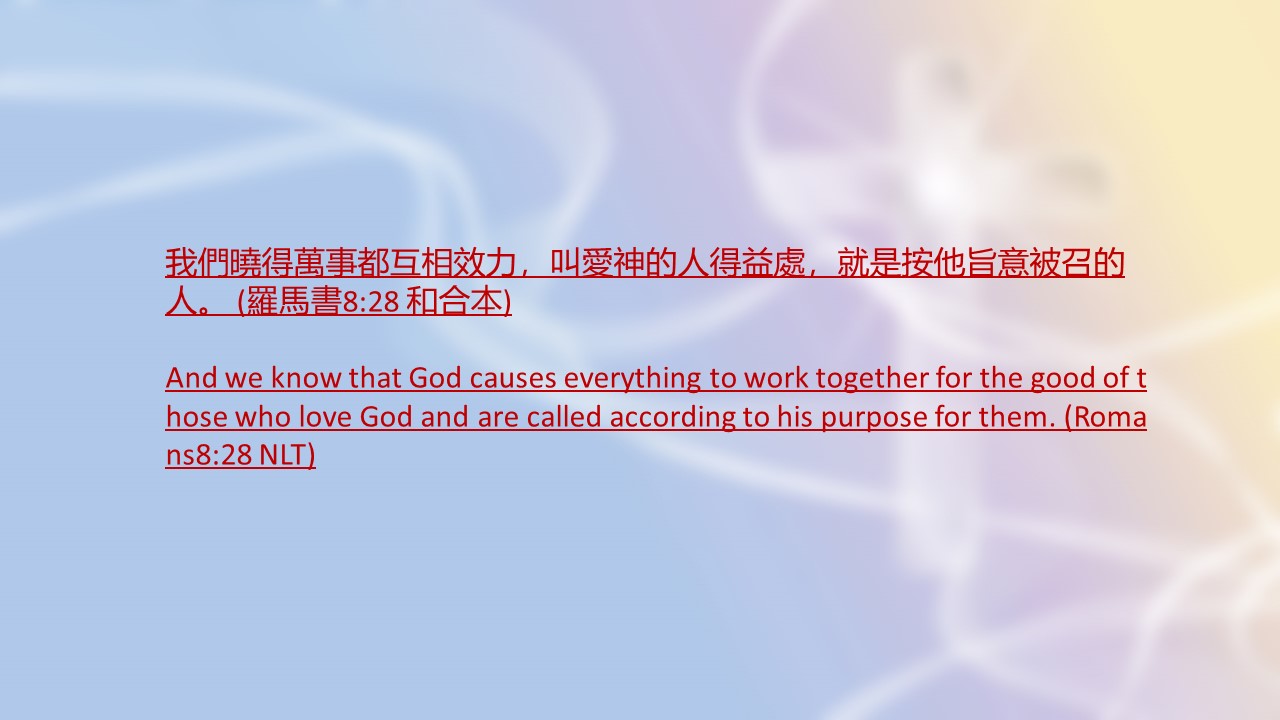 我們曉得萬事都互相效力，叫愛神的人得益處，就是按他旨意被召的
人。 (羅馬書8:28 和合本)
And we know that God causes everything to work together for the good of t
hose who love God and are called according to his purpose for them. (Roma
ns8:28 NLT)